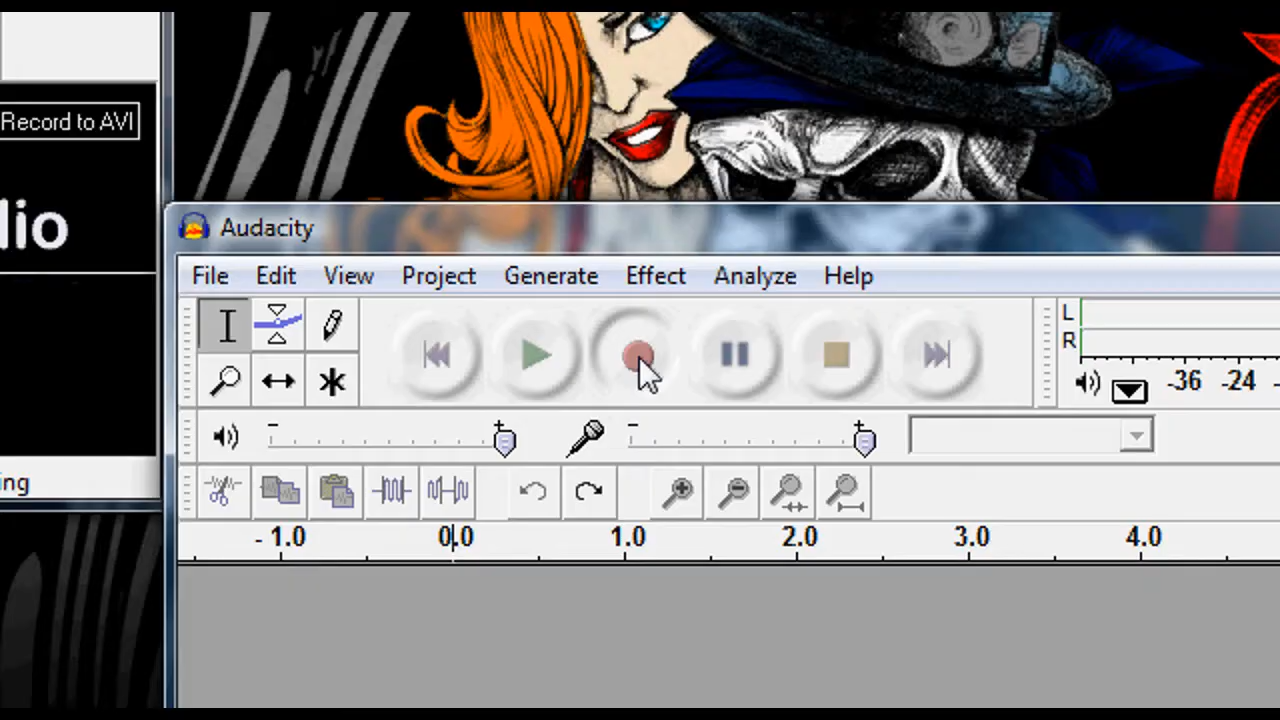 Record to AVI
dio
ing
Audacity
File Edit View Project Generate Effect Analyze Help
L
R
-36 -24
- 1.0 0.0 1.0 2.0 3.0 4.0